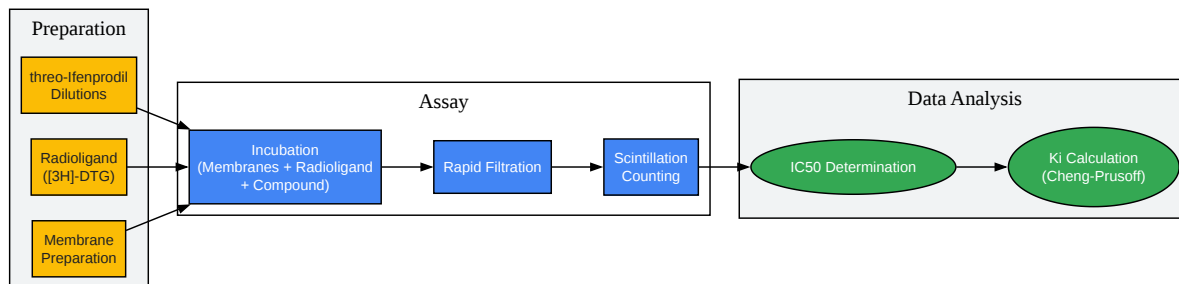 Preparation
threo-Ifenprodil
Dilutions
Radioligand
([3H]-DTG)
Membrane
Preparation
Assay
Incubation
(Membranes + Radioligand
+ Compound)
Rapid Filtration
Scintillation
Counting
Data Analysis
IC50 Determination
Ki Calculation
(Cheng-Prusoff)